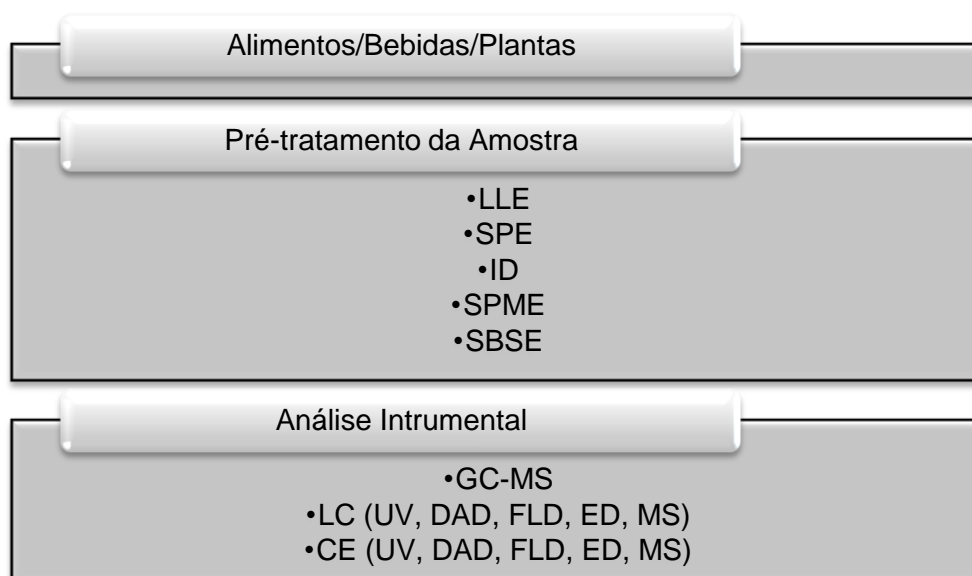 Alimentos/Bebidas/Plantas
Pré-tratamento da Amostra
•LLE
•SPE
•ID
•SPME
•SBSE
Análise Intrumental
•GC-MS
•LC (UV, DAD, FLD, ED, MS)
•CE (UV, DAD, FLD, ED, MS)